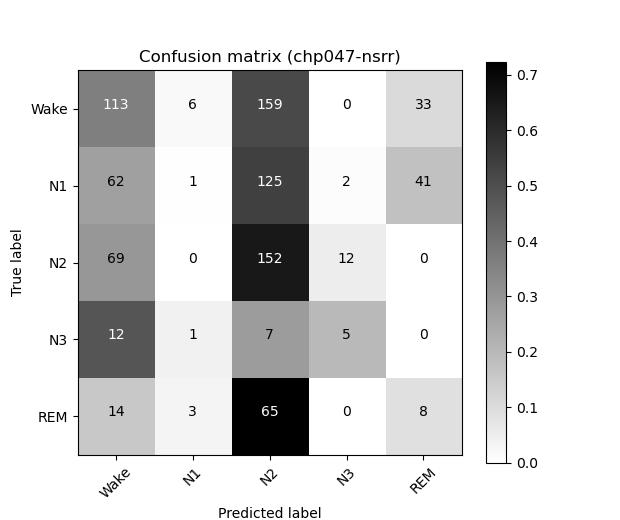 Confusion matrix (chp047-nsrr)
Wake 113 6 159 0 33
N1 62 1 125 2 41
N2 69 0 152 12 0
N3 12 1 7 5 0
REM 14 3 65 0 8
Wake N1 N2 N3 REM
Predicted label
True label
0.7
0.6
0.5
0.4
0.3
0.2
0.1
0.0